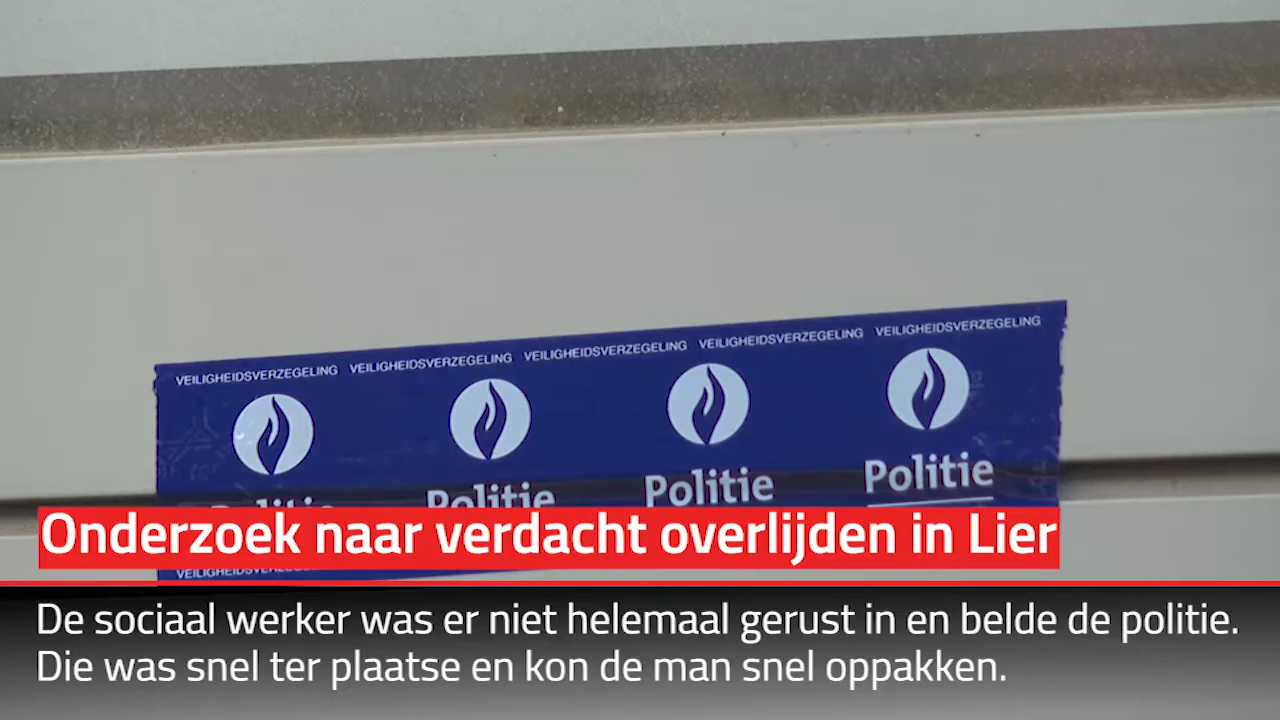 VEILIGHEIDSVERZEGELING VEILIGHEIDSVERZEGELING VEILIGHEIDSVERZEGELING VEILIGHEIDSVERZEGELING VEILIGHEIDSVERZEGELING
Politie Politie Politie Politie
Onderzoek naar verdacht overlijden in Lier
VEILIGHEIDSVERZEGELING
De sociaal werker was er niet helemaal gerust in en belde de politie.
Die was snel ter plaatse en kon de man snel oppakken.